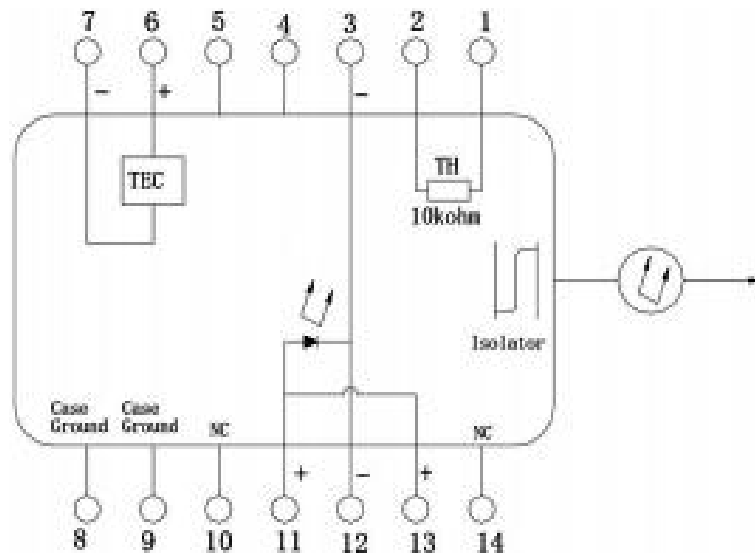 7 6 5 4 3 2 1
- + -
TEC
TH
10kohm
Isolator
Case Ground
Case Ground
NC
NC
+ - +
8 9 10 11 12 13 14